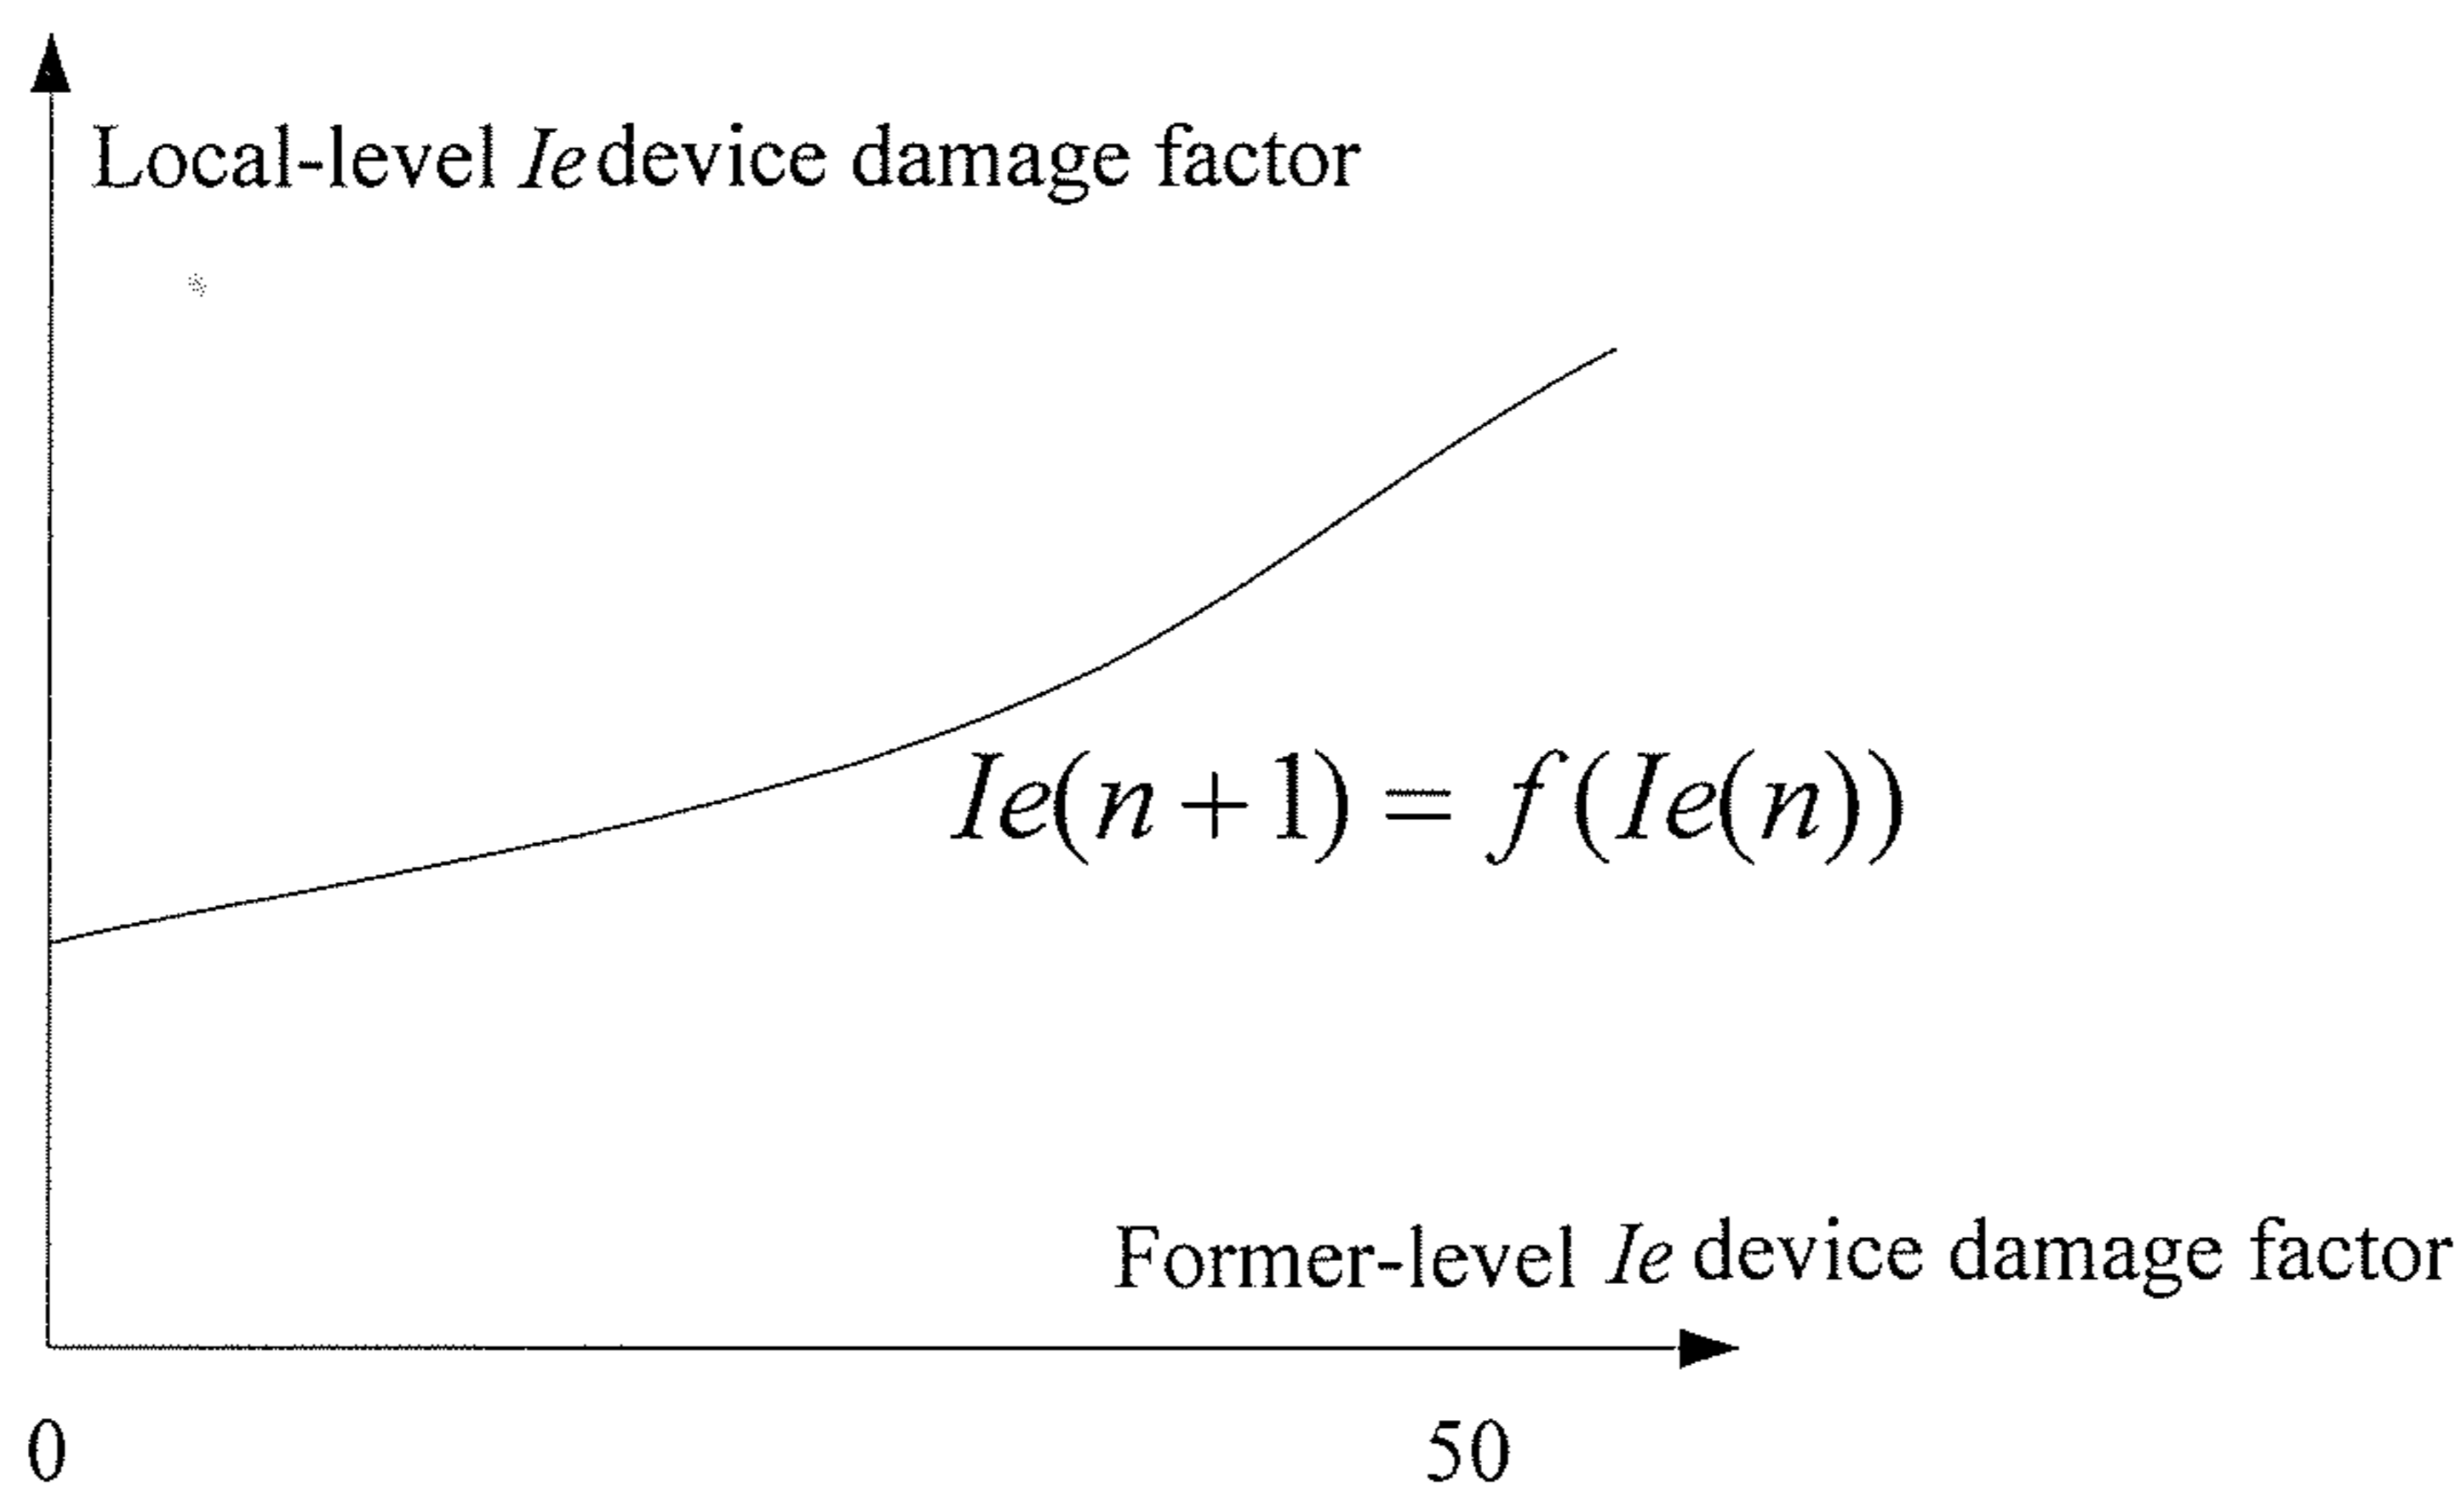 Local-level Ie device damage factor
Ie(n + 1) = f(Ie(n))
Former-level Ie device damage factor
0 50